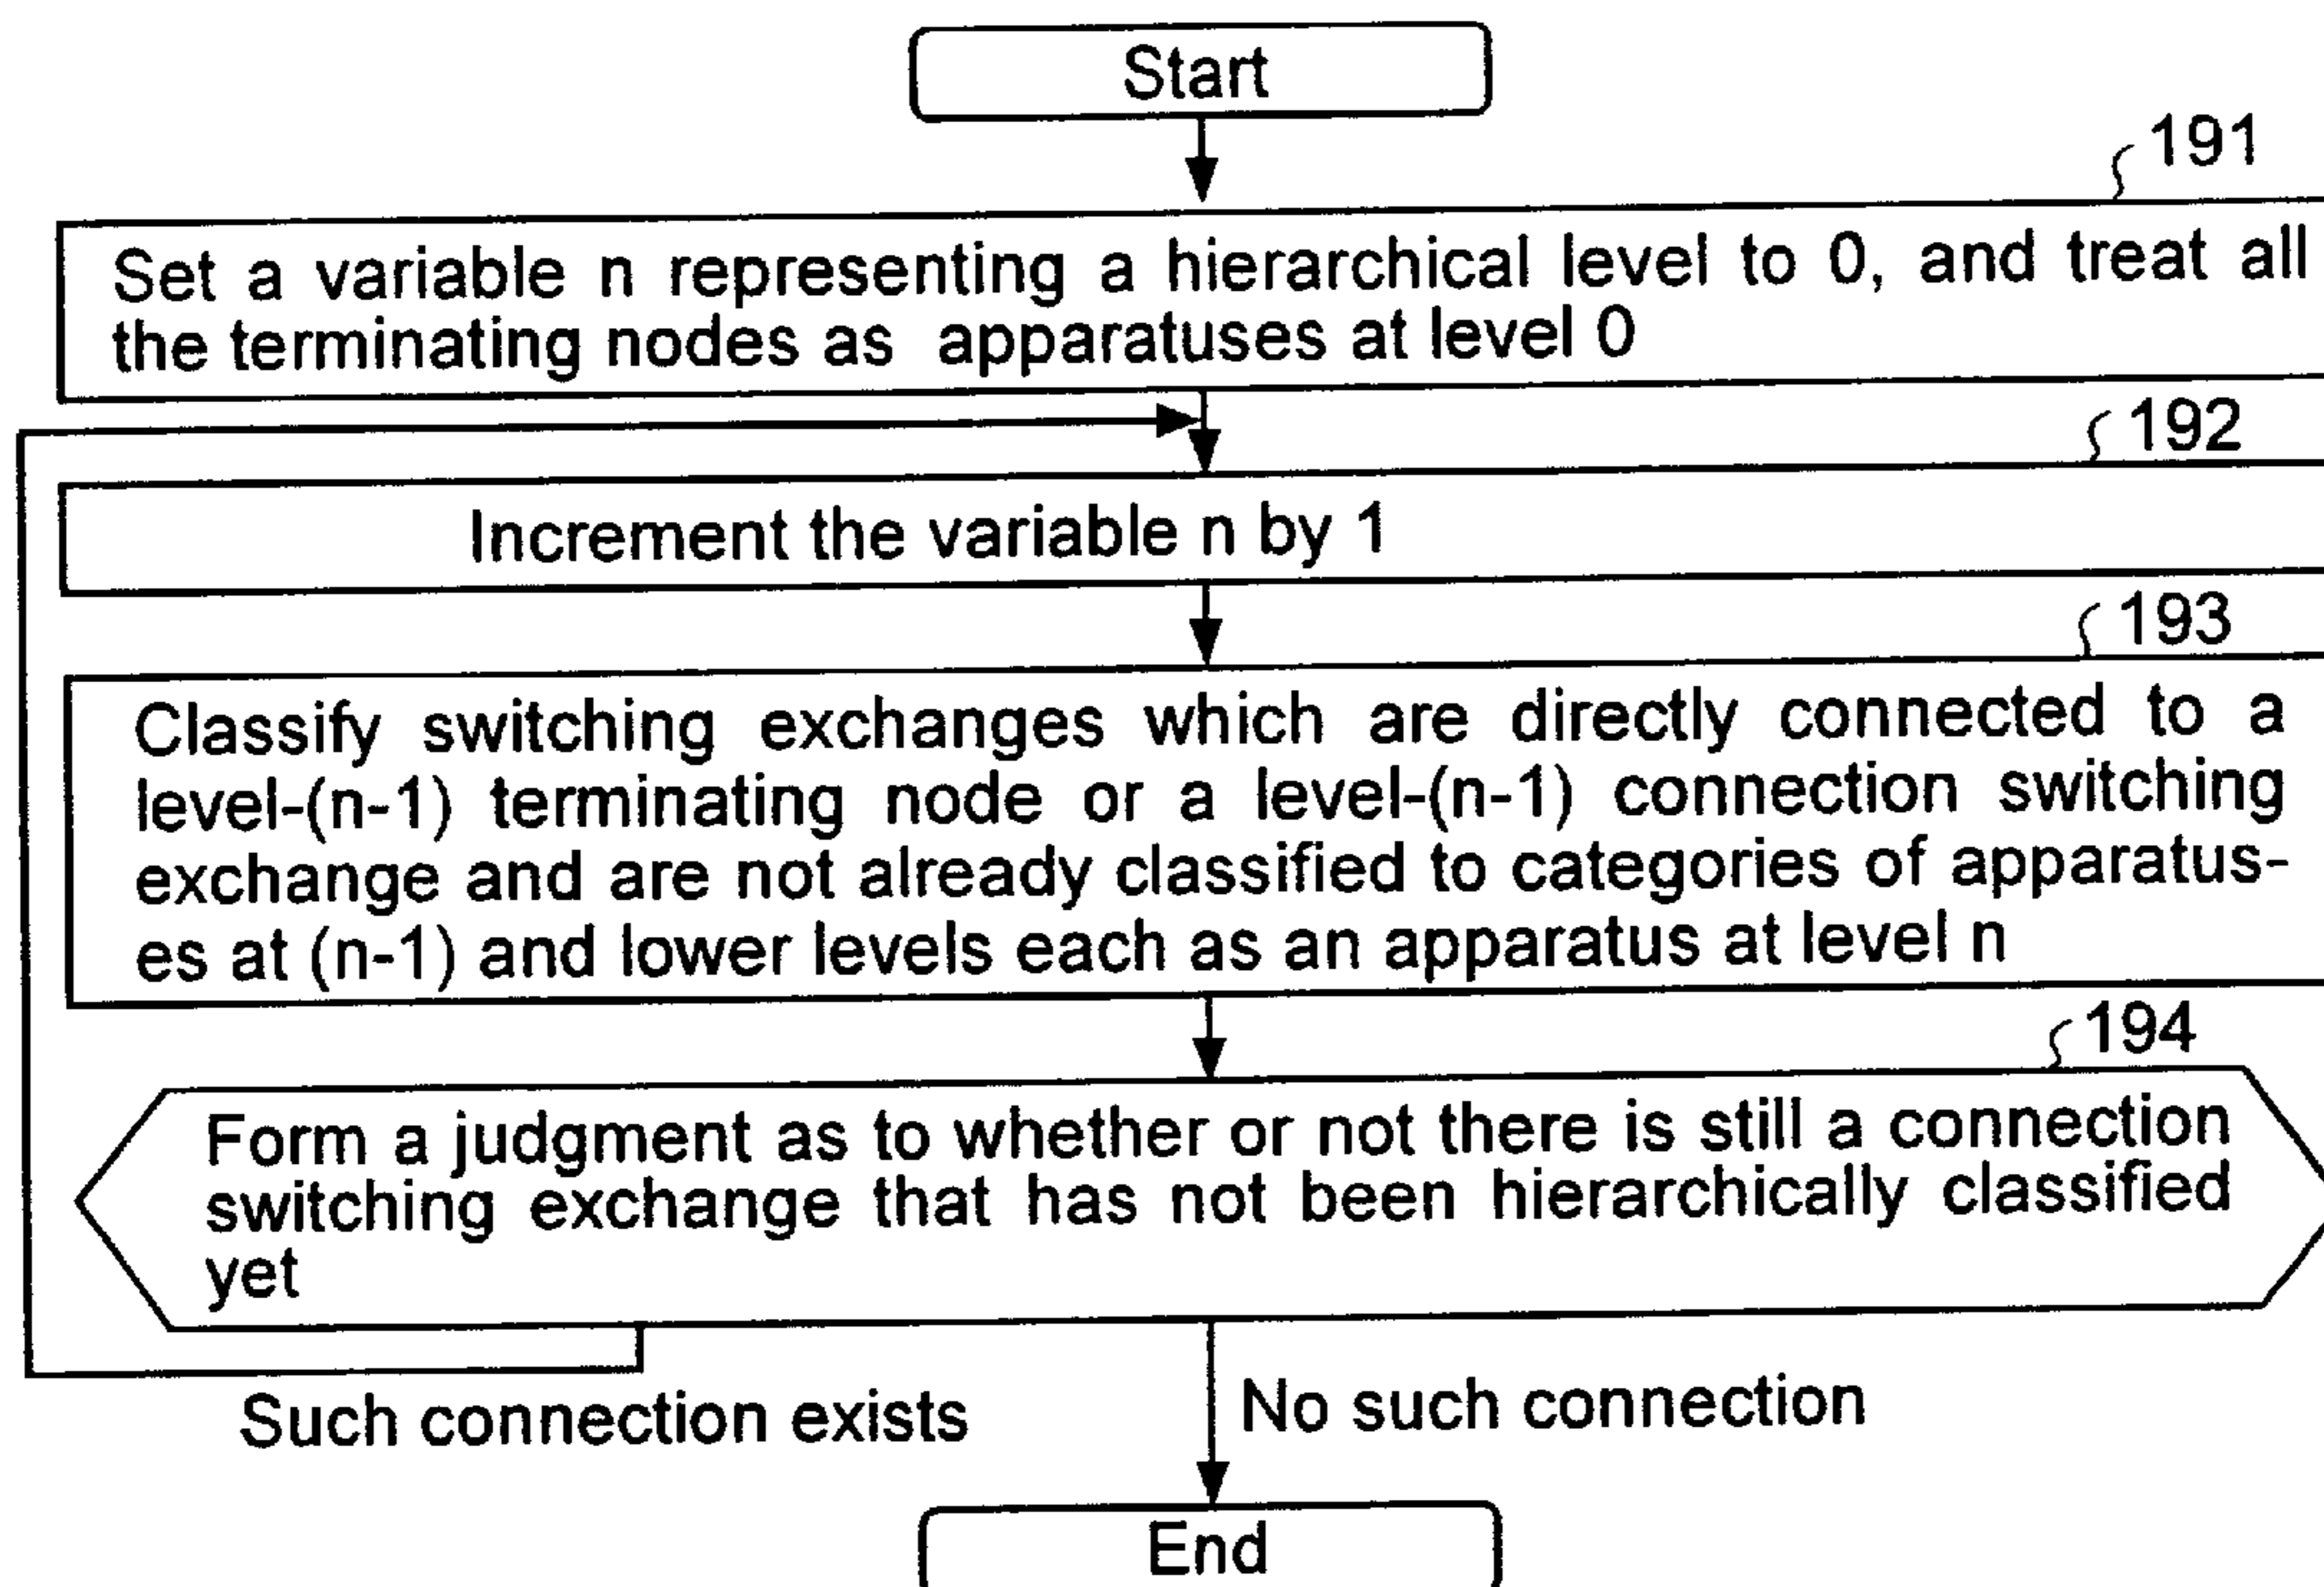 Start
191
Set a variable n representing a hierarchical level to 0, and treat all
the terminating nodes as apparatuses at level 0
192
Increment the variable n by 1
193
Classify switching exchanges which are directly connected to a
level-(n-1) terminating node or a level-(n-1) connection switching
exchange and are not already classified to categories of apparatus-
es at (n-1) and lower levels each as an apparatus at level n
194
Form a judgment as to whether or not there is still a connection
switching exchange that has not been hierarchically classified
yet
Such connection exists
No such connection
End